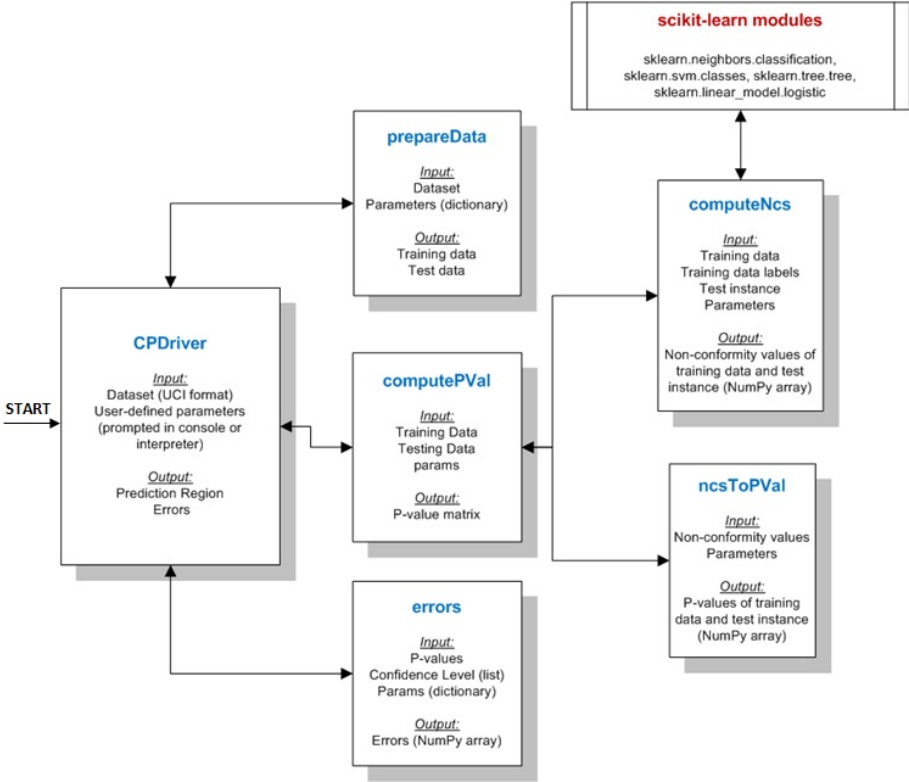 scikit-learn modules
sklearn.neighbors.classification,
sklearn.svm.classes, sklearn.tree.tree,
sklearn.linear_model.logistic
prepareData
Input:
Dataset
Parameters (dictionary)
Output:
Training data
Test data
computeNcs
Input:
Training data
Training data labels
Test instance
Parameters
Output:
Non-conformity values of
training data and test
instance (NumPy array)
START
CPDriver
Input:
Dataset (UCI format)
User-defined parameters
(prompted in console or
interpreter)
Output:
Prediction Region
Errors
computePVal
Input:
Training Data
Testing Data
params
Output:
P-value matrix
ncsToPVal
Input:
Non-conformity values
Parameters
Output:
P-values of training
data and test instance
(NumPy array)
errors
Input:
P-values
Confidence Level (list)
Params (dictionary)
Output:
Errors (NumPy array)